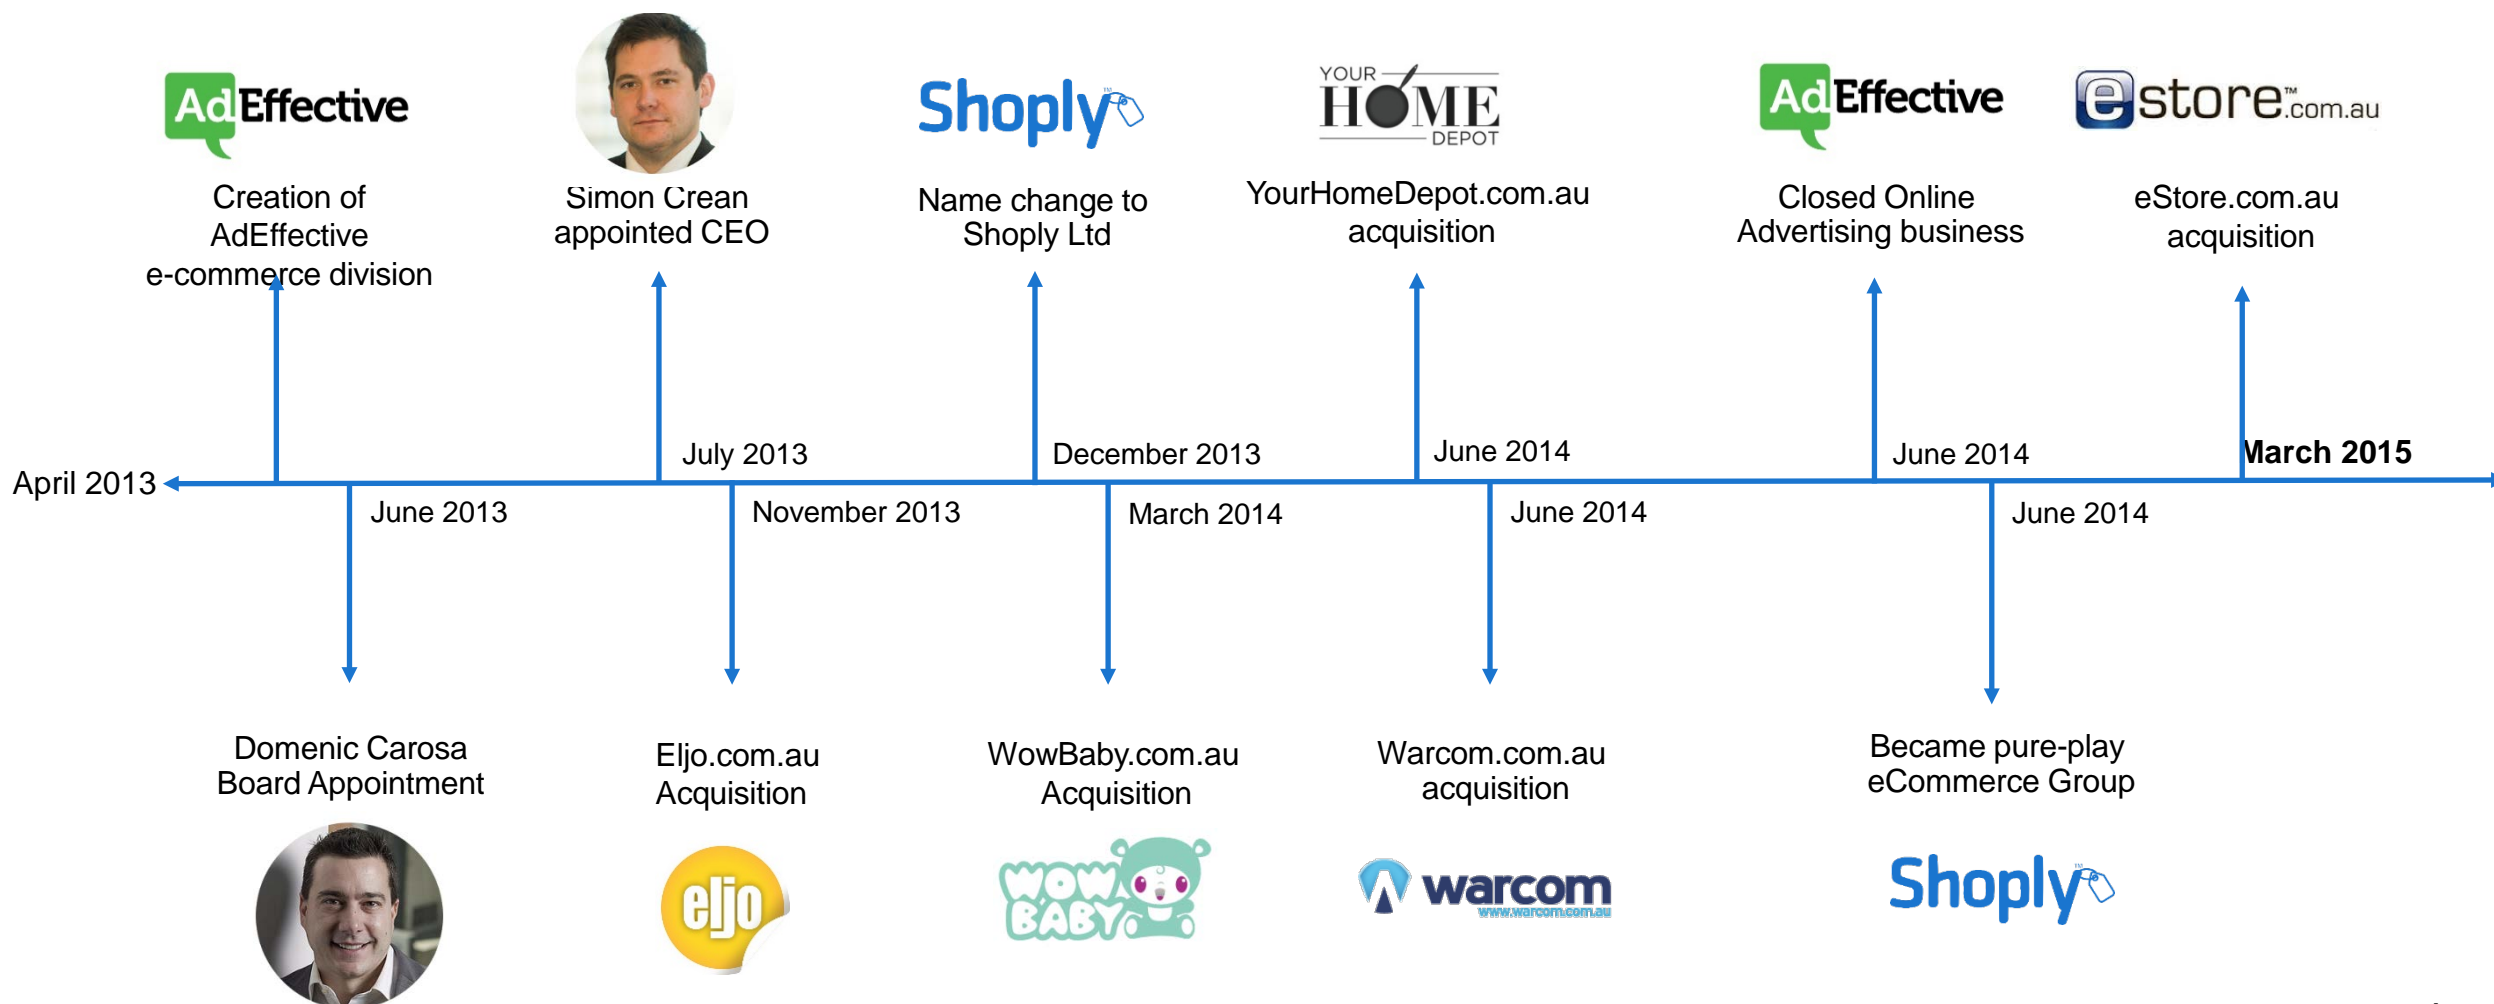 AdEffective
Creation of
AdEffective
e-commerce division
Simon Crean
appointed CEO
Shoply™
Name change to
Shoply Ltd
YOUR
HOME
DEPOT
YourHomeDepot.com.au
acquisition
AdEffective
Closed Online
Advertising business
estore™.com.au
eStore.com.au
acquisition
April 2013
July 2013
December 2013
June 2014
June 2014
March 2015
June 2013
November 2013
March 2014
June 2014
June 2014
Domenic Carosa
Board Appointment
Eljo.com.au
Acquisition
eljo
WowBaby.com.au
Acquisition
WOW
BABY
Warcom.com.au
acquisition
warcom
www.warcom.com.au
Became pure-play
eCommerce Group
Shoply™